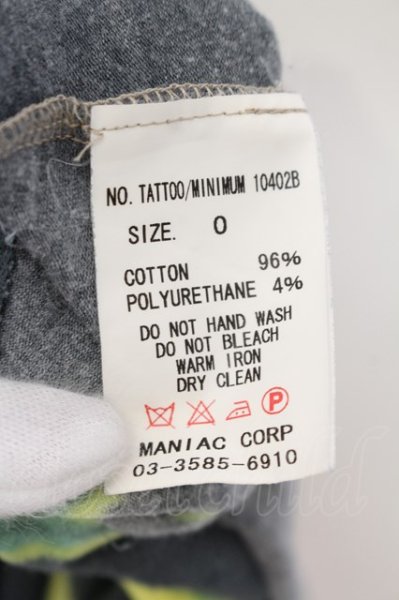 NO. TATTOO/MINIMUM 10402B
SIZE. 0
COTTON 96%
POLYURETHANE 4%
DO NOT HAND WASH
DO NOT BLEACH
WARM IRON
DRY CLEAN
P
MANIAC CORP
03-3585-6910